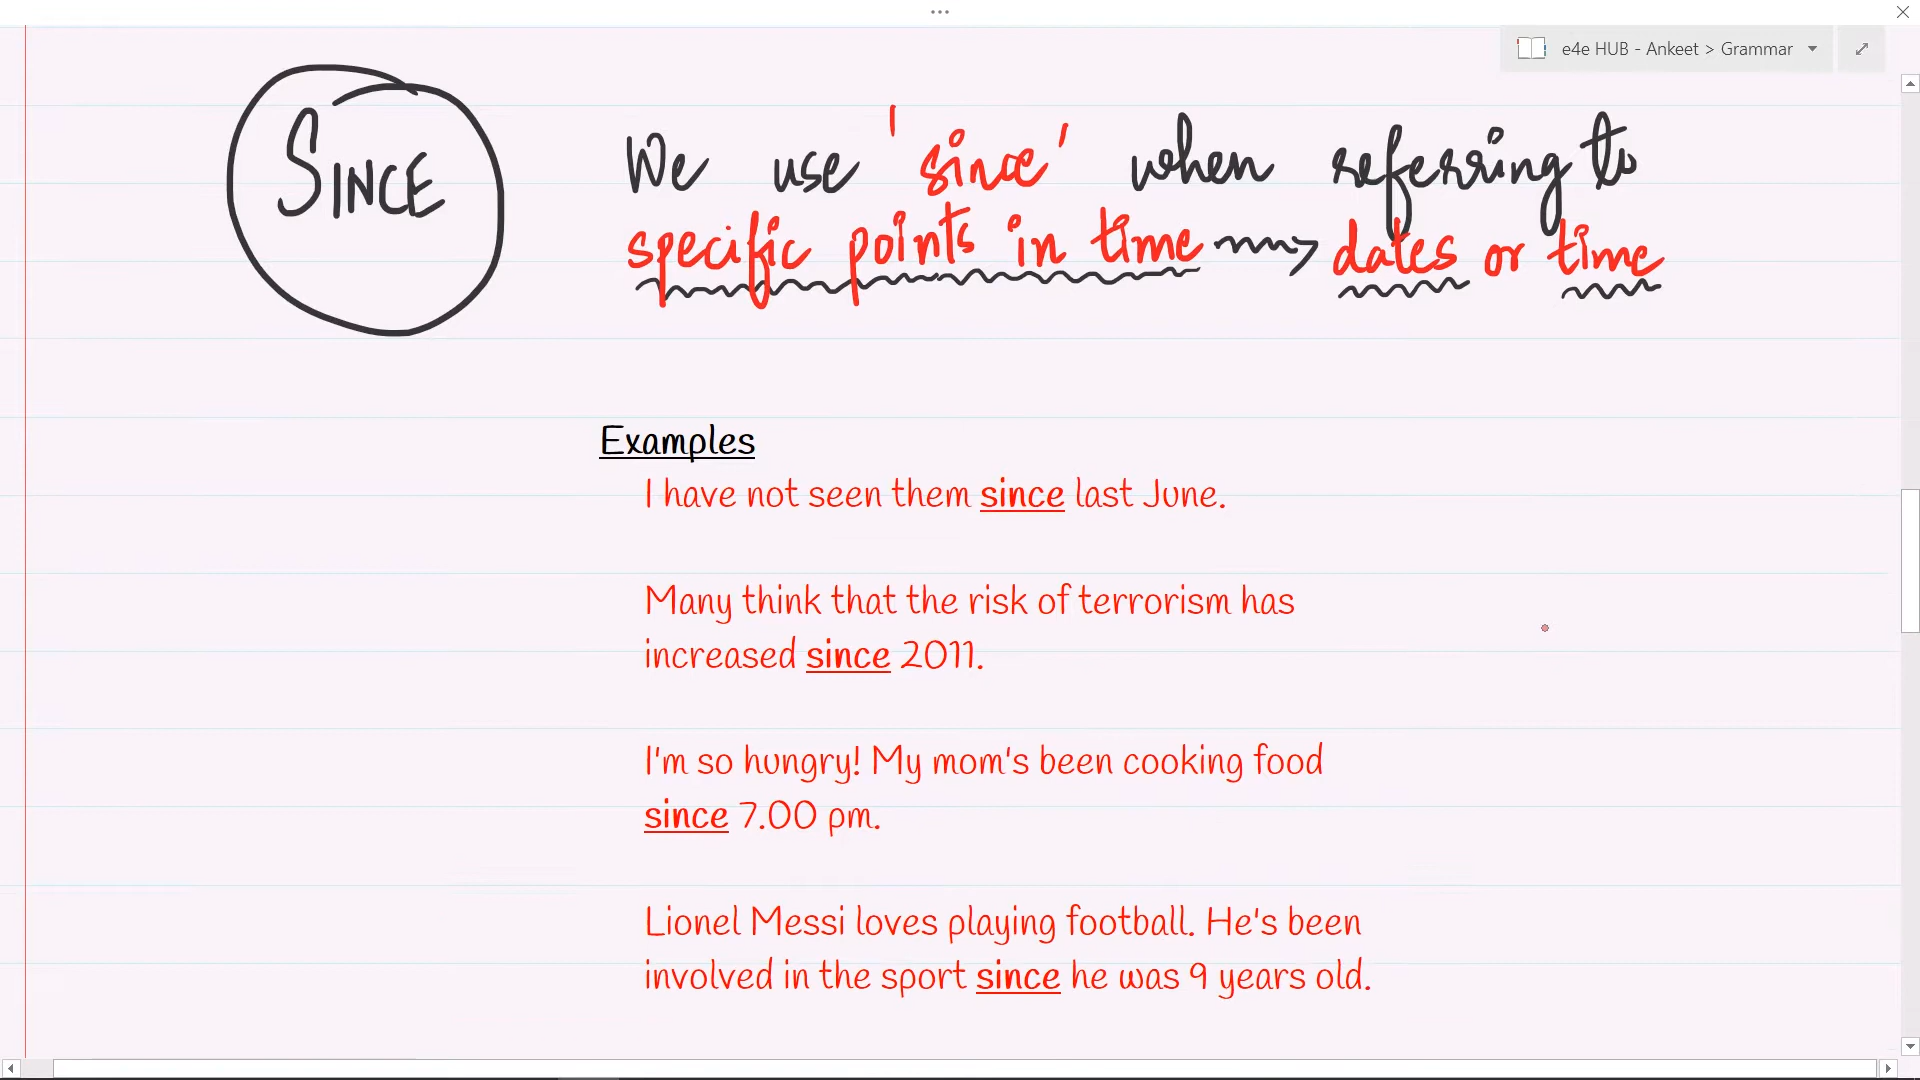 e4e HUB - Ankeet > Grammar
SINCE
We use 'since' when referring to
specific points in time dates or time
Examples
I have not seen them since last June.
Many think that the risk of terrorism has
increased since 2011.
I'm so hungry! My mom's been cooking food
since 7.00 pm.
Lionel Messi loves playing football. He's been
involved in the sport since he was 9 years old.